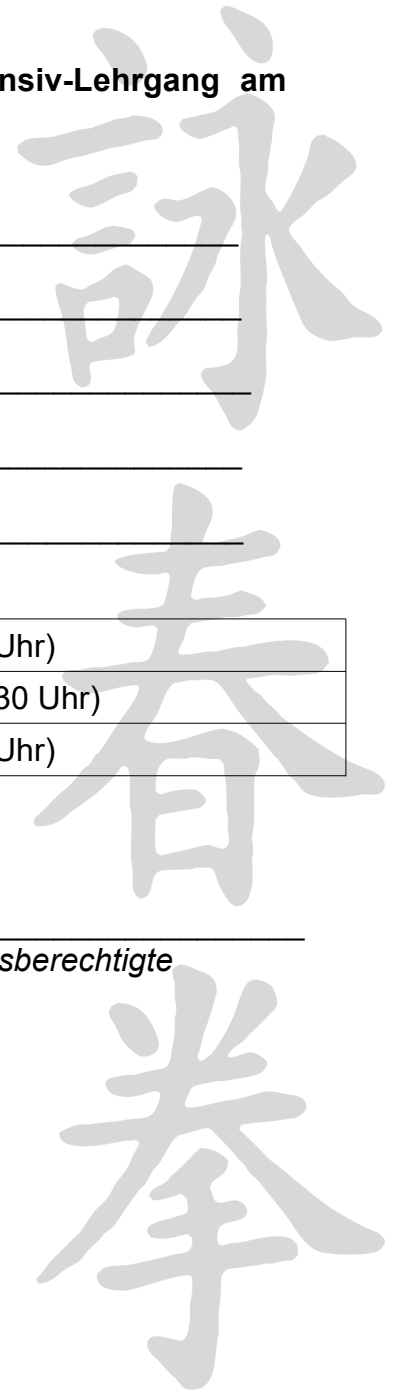 nsiv-Lehrgang am
Uhr)
30 Uhr)
Uhr)
sberechtigte
詠
春
拳